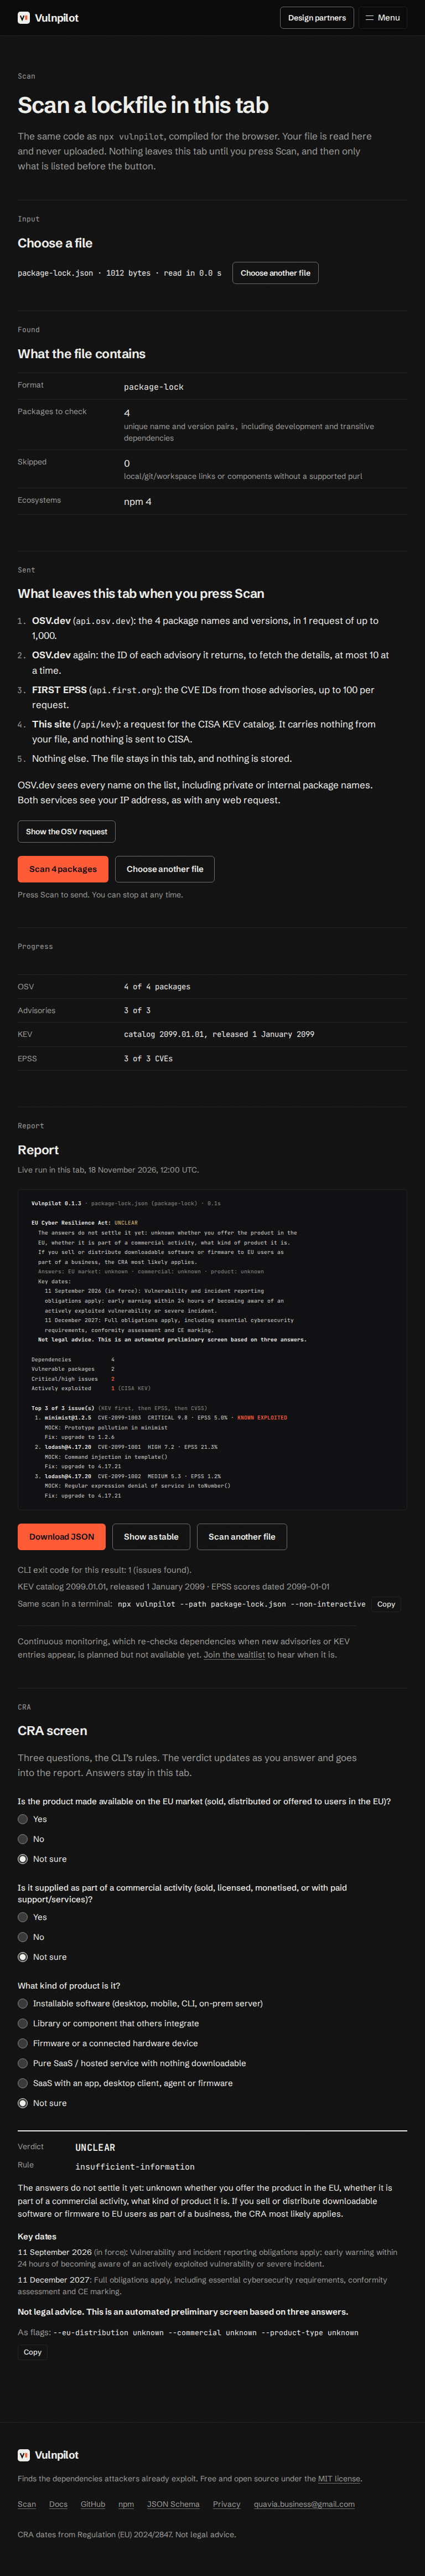 Vulnpilot
Design partners
Menu
Scan
Scan a lockfile in this tab
The same code as npx vulnpilot, compiled for the browser. Your file is read here
and never uploaded. Nothing leaves this tab until you press Scan, and then only
what is listed before the button.
Input
Choose a file
package-lock.json · 1012 bytes · read in 0.0 s
Choose another file
Found
What the file contains
Format
package-lock
Packages to check
4
unique name and version pairs, including development and transitive
dependencies
Skipped
0
local/git/workspace links or components without a supported purl
Ecosystems
npm 4
Sent
What leaves this tab when you press Scan
1. OSV.dev (api.osv.dev): the 4 package names and versions, in 1 request of up to
1,000.
2. OSV.dev again: the ID of each advisory it returns, to fetch the details, at most 10 at
a time.
3. FIRST EPSS (api.first.org): the CVE IDs from those advisories, up to 100 per
request.
4. This site (/api/kev): a request for the CISA KEV catalog. It carries nothing from
your file, and nothing is sent to CISA.
5. Nothing else. The file stays in this tab, and nothing is stored.
OSV.dev sees every name on the list, including private or internal package names.
Both services see your IP address, as with any web request.
Show the OSV request
Scan 4 packages
Choose another file
Press Scan to send. You can stop at any time.
Progress
OSV
4 of 4 packages
Advisories
3 of 3
KEV
catalog 2099.01.01, released 1 January 2099
EPSS
3 of 3 CVEs
Report
Report
Live run in this tab, 18 November 2026, 12:00 UTC.
Vulnpilot 0.1.3 · package-lock.json (package-lock) · 0.1s
EU Cyber Resilience Act: UNCLEAR
The answers do not settle it yet: unknown whether you offer the product in the
EU, whether it is part of a commercial activity, what kind of product it is.
If you sell or distribute downloadable software or firmware to EU users as
part of a business, the CRA most likely applies.
Answers: EU market: unknown · commercial: unknown · product: unknown
Key dates:
11 September 2026 (in force): Vulnerability and incident reporting
obligations apply: early warning within 24 hours of becoming aware of an
actively exploited vulnerability or severe incident.
11 December 2027: Full obligations apply, including essential cybersecurity
requirements, conformity assessment and CE marking.
Not legal advice. This is an automated preliminary screen based on three answers.
Dependencies 4
Vulnerable packages 2
Critical/high issues 2
Actively exploited 1 (CISA KEV)
Top 3 of 3 issue(s) (KEV first, then EPSS, then CVSS)
1. minimist@1.2.5 CVE-2099-1003 CRITICAL 9.8 · EPSS 5.0% · KNOWN EXPLOITED
MOCK: Prototype pollution in minimist
Fix: upgrade to 1.2.6
2. lodash@4.17.20 CVE-2099-1001 HIGH 7.2 · EPSS 21.3%
MOCK: Command injection in template()
Fix: upgrade to 4.17.21
3. lodash@4.17.20 CVE-2099-1002 MEDIUM 5.3 · EPSS 1.2%
MOCK: Regular expression denial of service in toNumber()
Fix: upgrade to 4.17.21
Download JSON
Show as table
Scan another file
CLI exit code for this result: 1 (issues found).
KEV catalog 2099.01.01, released 1 January 2099 · EPSS scores dated 2099-01-01
Same scan in a terminal: npx vulnpilot --path package-lock.json --non-interactive
Copy
Continuous monitoring, which re-checks dependencies when new advisories or KEV
entries appear, is planned but not available yet. Join the waitlist to hear when it is.
CRA
CRA screen
Three questions, the CLI's rules. The verdict updates as you answer and goes
into the report. Answers stay in this tab.
Is the product made available on the EU market (sold, distributed or offered to users in the EU)?
Yes
No
Not sure
Is it supplied as part of a commercial activity (sold, licensed, monetised, or with paid
support/services)?
Yes
No
Not sure
What kind of product is it?
Installable software (desktop, mobile, CLI, on-prem server)
Library or component that others integrate
Firmware or a connected hardware device
Pure SaaS / hosted service with nothing downloadable
SaaS with an app, desktop client, agent or firmware
Not sure
Verdict
UNCLEAR
Rule
insufficient-information
The answers do not settle it yet: unknown whether you offer the product in the EU, whether it is
part of a commercial activity, what kind of product it is. If you sell or distribute downloadable
software or firmware to EU users as part of a business, the CRA most likely applies.
Key dates
11 September 2026 (in force): Vulnerability and incident reporting obligations apply: early warning within
24 hours of becoming aware of an actively exploited vulnerability or severe incident.
11 December 2027: Full obligations apply, including essential cybersecurity requirements, conformity
assessment and CE marking.
Not legal advice. This is an automated preliminary screen based on three answers.
As flags: --eu-distribution unknown --commercial unknown --product-type unknown
Copy
Vulnpilot
Finds the dependencies attackers already exploit. Free and open source under the MIT license.
Scan
Docs
GitHub
npm
JSON Schema
Privacy
quavia.business@gmail.com
CRA dates from Regulation (EU) 2024/2847. Not legal advice.